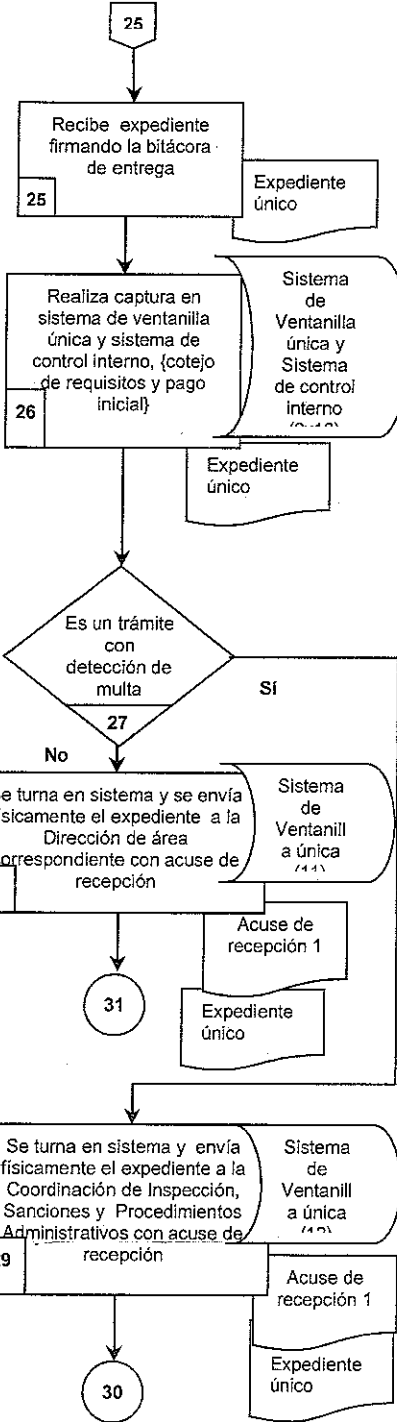 25
Recibe expediente
firmando la bitácora
de entrega
25
Expediente
único
Realiza captura en
sistema de ventanilla
única y sistema de
control interno, {cotejo
de requisitos y pago
inicial}
26
Sistema
de
Ventanilla
única y
Sistema
de control
interno
Expediente
único
Es un trámite
con
detección de
multa
27
Sí
No
e turna en sistema y se envía
ísicamente el expediente a la
Dirección de área
orrespondiente con acuse de
recepción
Sistema
de
Ventanill
a única
(11)
Acuse de
recepción 1
Expediente
único
31
Se turna en sistema y envía
físicamente el expediente a la
Coordinación de Inspección,
Sanciones y Procedimientos
Administrativos con acuse de
recepción
29
Sistema
de
Ventanill
a única
(12)
Acuse de
recepción 1
Expediente
único
30